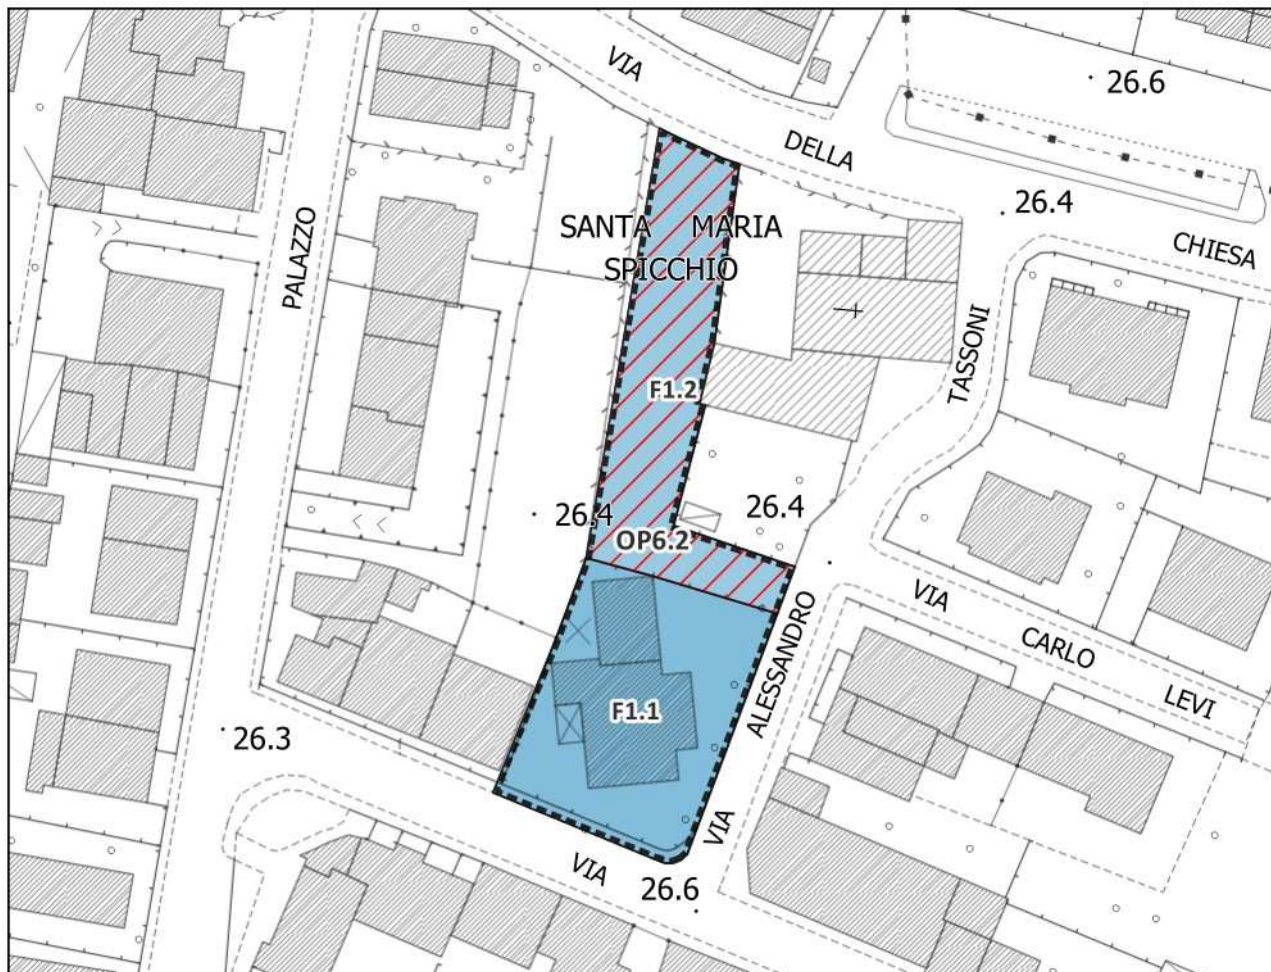 VIA
26.6
DELLA
26.4
PALAZZO
SANTA MARIA
CHIESA
SPICCHIO
TASSONI
F1.2
26.4
26.4
OP6.2
VIA
ALESSANDRO
CARLO
LEVI
F1.1
26.3
VIA
VIA
26.6